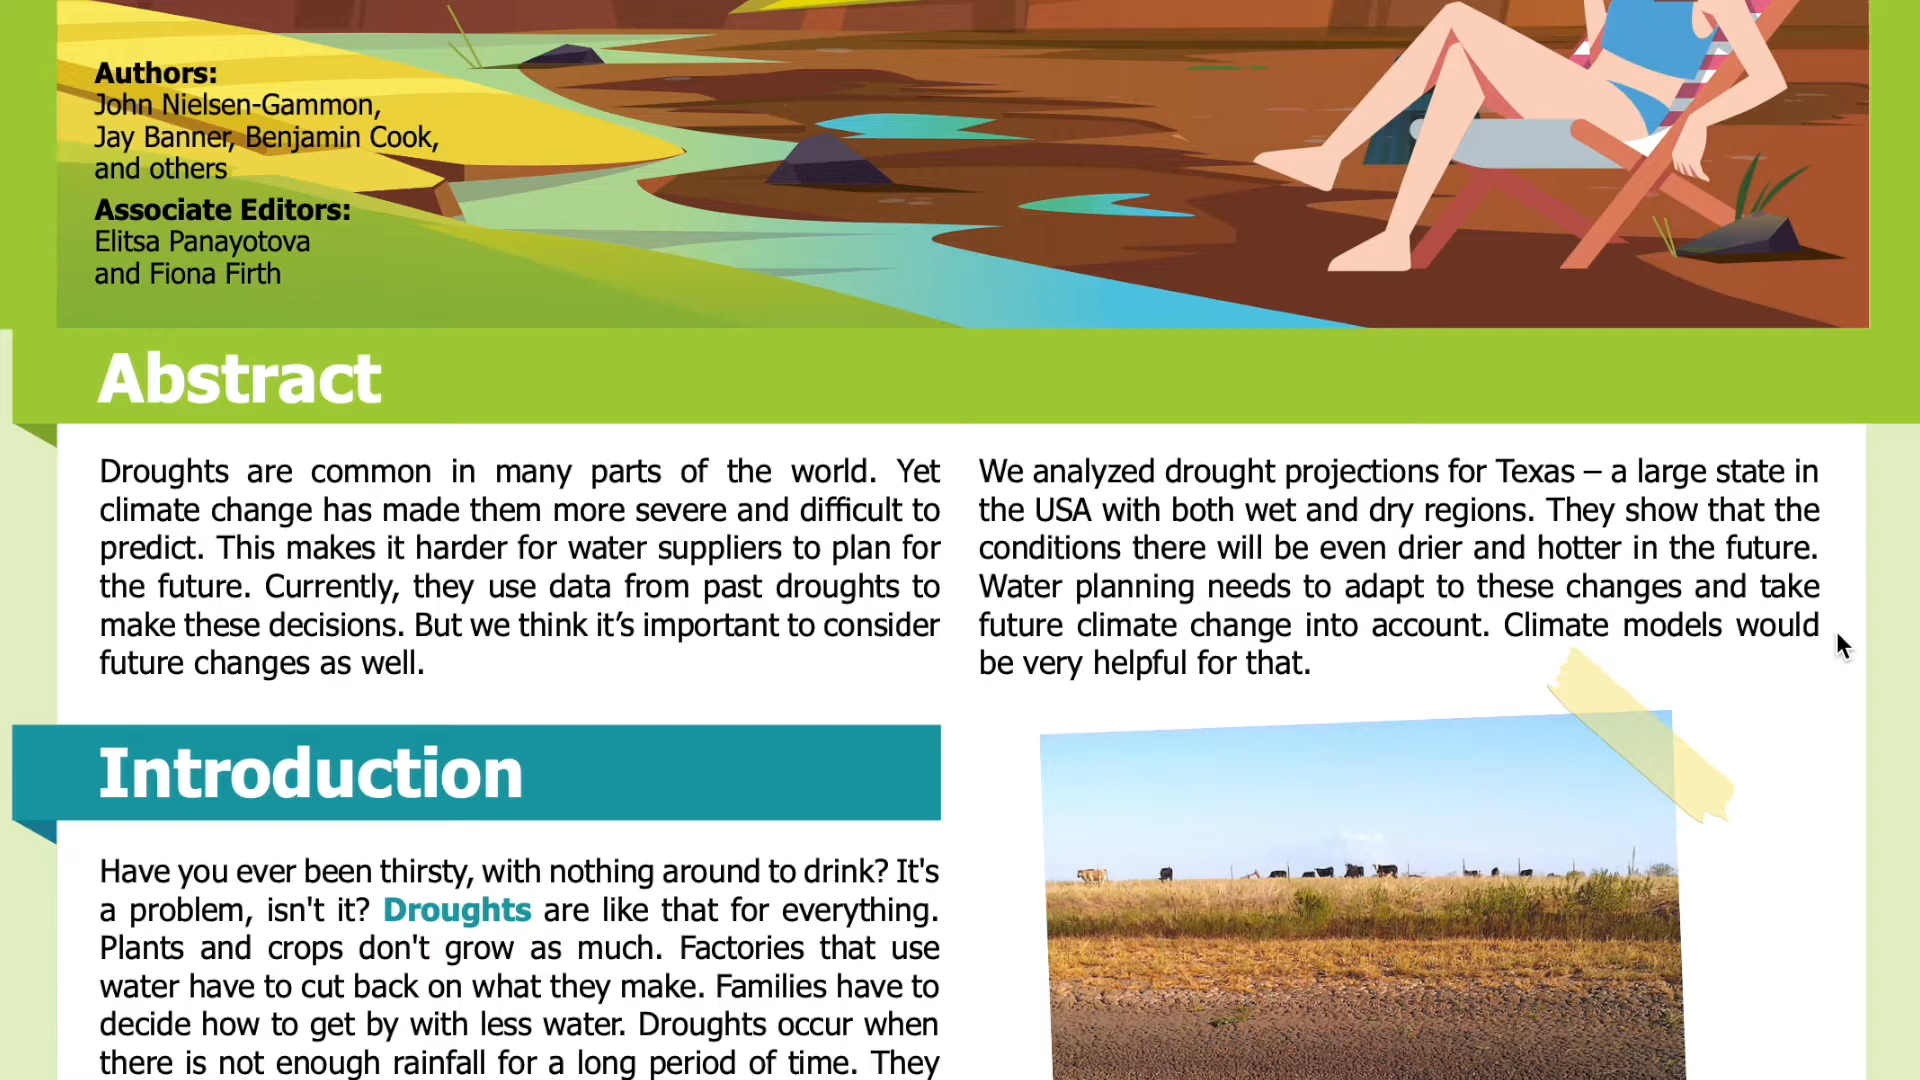 Authors:
John Nielsen-Gammon,
Jay Banner, Benjamin Cook,
and others
Associate Editors:
Elitsa Panayotova
and Fiona Firth
Abstract
Droughts are common in many parts of the world. Yet
climate change has made them more severe and difficult to
predict. This makes it harder for water suppliers to plan for
the future. Currently, they use data from past droughts to
make these decisions. But we think it’s important to consider
future changes as well.
We analyzed drought projections for Texas – a large state in
the USA with both wet and dry regions. They show that the
conditions there will be even drier and hotter in the future.
Water planning needs to adapt to these changes and take
future climate change into account. Climate models would
be very helpful for that.
Introduction
Have you ever been thirsty, with nothing around to drink? It's
a problem, isn't it? Droughts are like that for everything.
Plants and crops don't grow as much. Factories that use
water have to cut back on what they make. Families have to
decide how to get by with less water. Droughts occur when
there is not enough rainfall for a long period of time. They